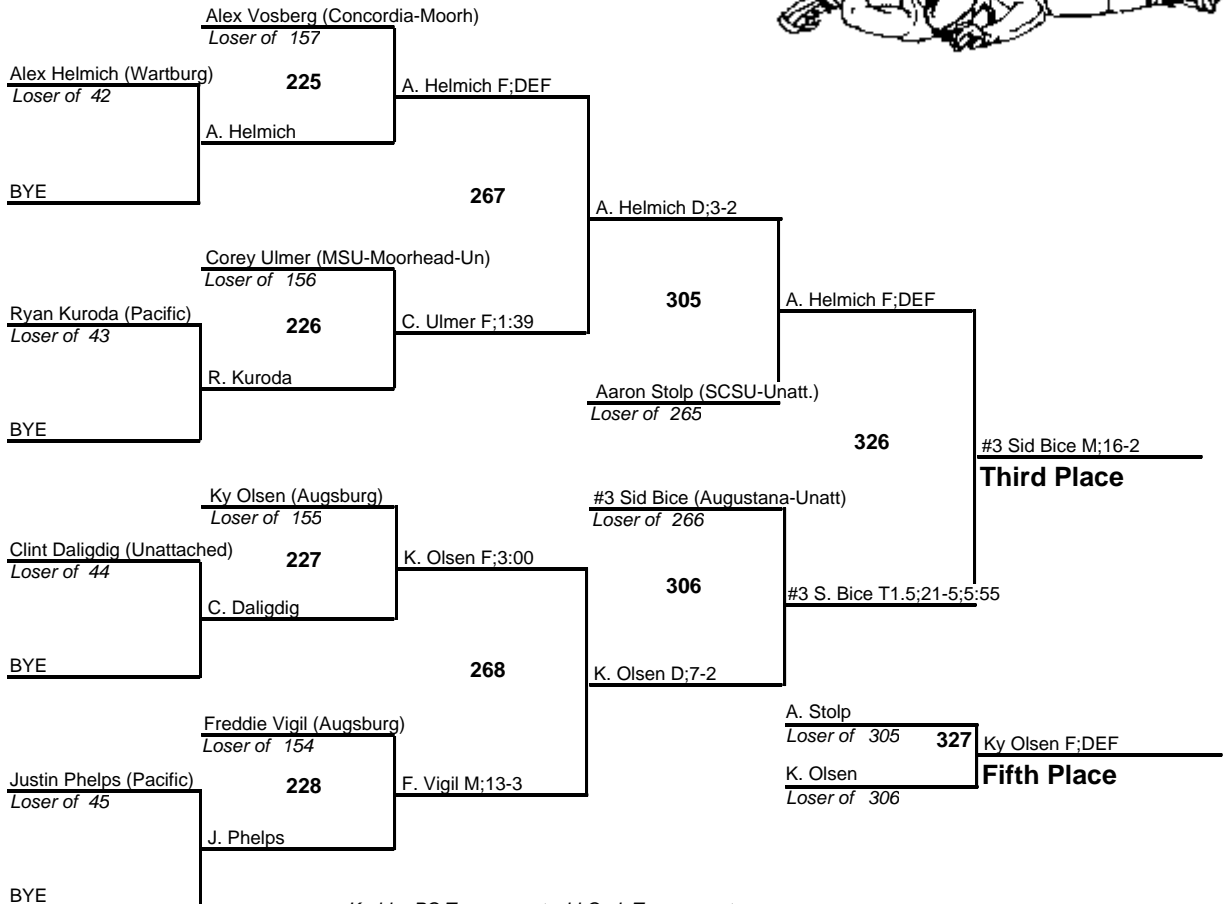 Alex Vosberg (Concordia-Moorh)
Loser of 157
Alex Helmich (Wartburg)
Loser of 42
225
A. Helmich F;DEF
A. Helmich
BYE
267
A. Helmich D;3-2
Corey Ulmer (MSU-Moorhead-Un)
Loser of 156
Ryan Kuroda (Pacific)
Loser of 43
226
C. Ulmer F;1:39
305
A. Helmich F;DEF
R. Kuroda
Aaron Stolp (SCSU-Unatt.)
Loser of 265
BYE
326
#3 Sid Bice M;16-2
Third Place
Ky Olsen (Augsburg)
Loser of 155
#3 Sid Bice (Augustana-Unatt)
Loser of 266
Clint Daligdig (Unattached)
Loser of 44
227
K. Olsen F;3:00
306
#3 S. Bice T1.5;21-5;5:55
C. Daligdig
BYE
268
K. Olsen D;7-2
Freddie Vigil (Augsburg)
Loser of 154
A. Stolp
Loser of 305
327
Ky Olsen F;DEF
Fifth Place
K. Olsen
Loser of 306
Justin Phelps (Pacific)
Loser of 45
228
F. Vigil M;13-3
J. Phelps
BYE